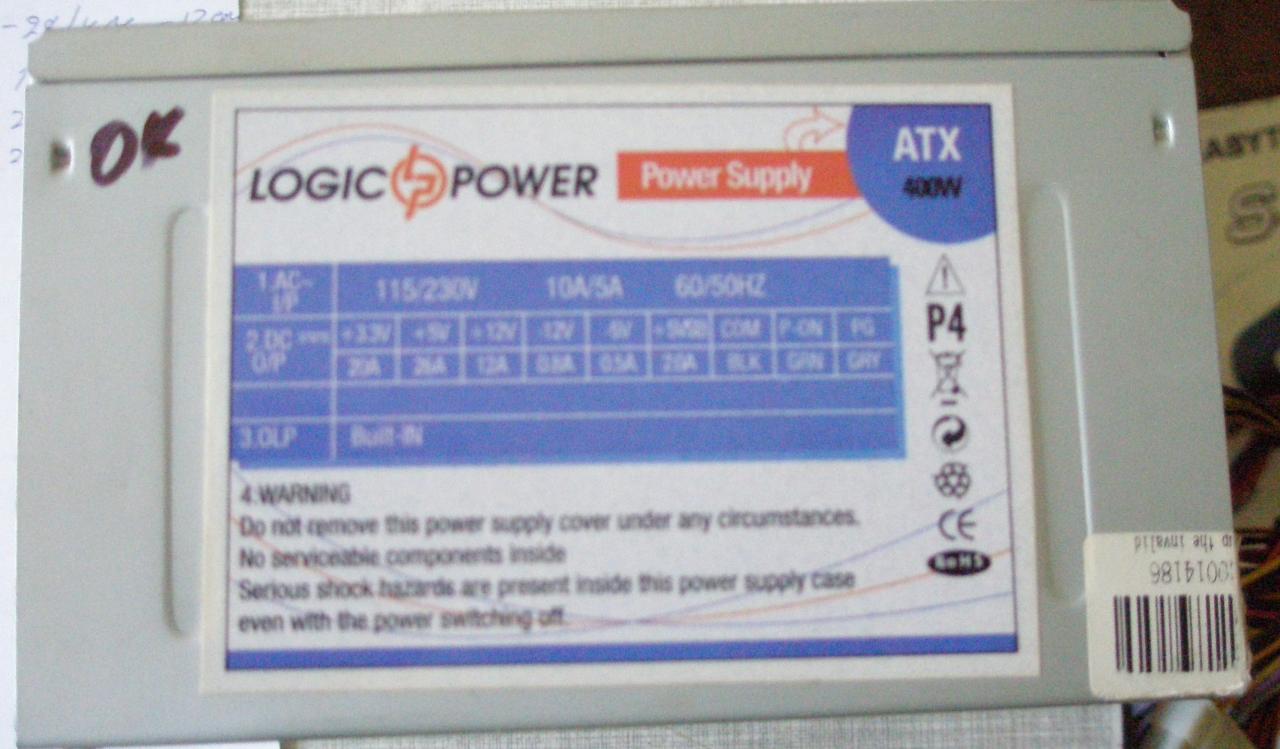 OK
LOGIC POWER
Power Supply
ATX
400W
1.AC~ I/P 115/230V 10A/5A 60/50HZ
2.DC O/P +3.3V +5V +12V -12V -5V +5VSB COM P-ON PG
20A 26A 12A 0.8A 0.5A 2.0A BLK GRN GRY
3.OLP Built-IN
P4
CE
RoHS
4.WARNING
Do not remove this power supply cover under any circumstances.
No serviceable components inside
Serious shock hazards are present inside this power supply case
even with the power switching off.
up the invalid
0014186